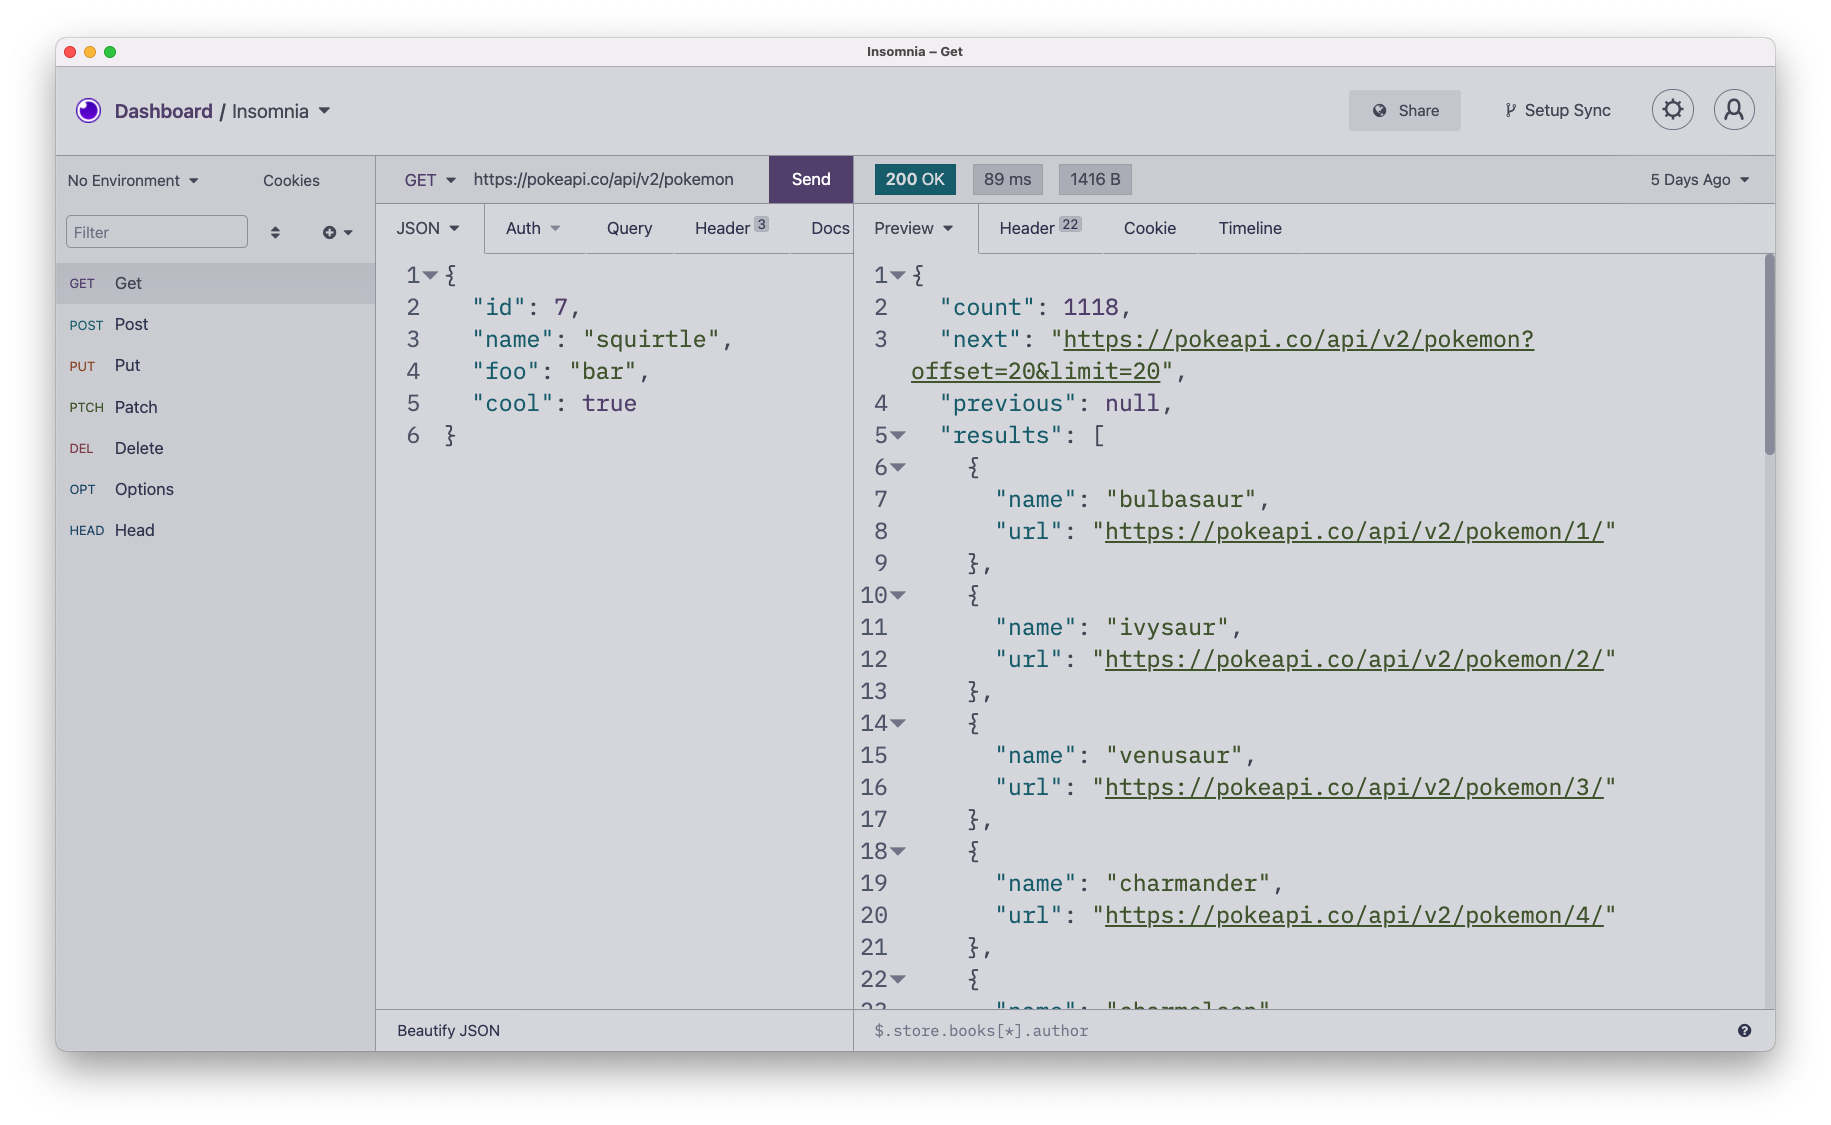 Insomnia – Get
Dashboard / Insomnia
Share
Setup Sync
No Environment
Cookies
GET https://pokeapi.co/api/v2/pokemon
Send
200 OK
89 ms
1416 B
5 Days Ago
Filter
GET Get
POST Post
PUT Put
PTCH Patch
DEL Delete
OPT Options
HEAD Head
JSON
Auth
Query
Header 3
Docs
1 {
2 "id": 7,
3 "name": "squirtle",
4 "foo": "bar",
5 "cool": true
6 }
Beautify JSON
Preview
Header 22
Cookie
Timeline
1 {
2 "count": 1118,
3 "next": "https://pokeapi.co/api/v2/pokemon?
offset=20&limit=20",
4 "previous": null,
5 "results": [
6 {
7 "name": "bulbasaur",
8 "url": "https://pokeapi.co/api/v2/pokemon/1/"
9 },
10 {
11 "name": "ivysaur",
12 "url": "https://pokeapi.co/api/v2/pokemon/2/"
13 },
14 {
15 "name": "venusaur",
16 "url": "https://pokeapi.co/api/v2/pokemon/3/"
17 },
18 {
19 "name": "charmander",
20 "url": "https://pokeapi.co/api/v2/pokemon/4/"
21 },
22 {
23 "name": "charmeleon"
$.store.books[*].author